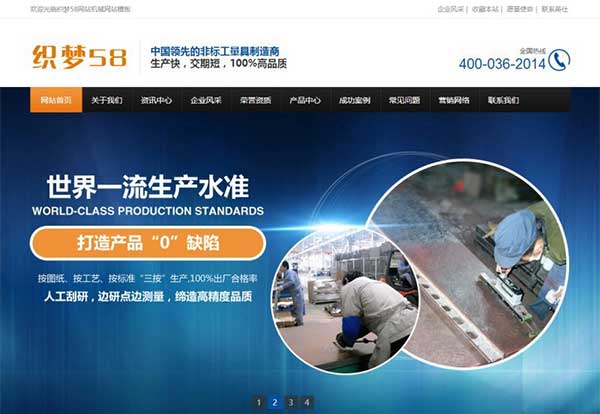 欢迎光临织梦58网站机械网站模板
企业风采 | 收藏本站 | 愿景使命 | 联系英仕
织梦58
中国领先的非标工量具制造商
生产快,交期短,100%高品质
全国热线
400-036-2014
网站首页 关于我们 资讯中心 企业风采 荣誉资质 产品中心 成功案例 常见问题 营销网络 联系我们
世界一流生产水准
WORLD-CLASS PRODUCTION STANDARDS
打造产品“0”缺陷
按图纸、按工艺、按标准“三按”生产,100%出厂合格率
人工刮研,边研点边测量,缔造高精度品质
1 2 3 4